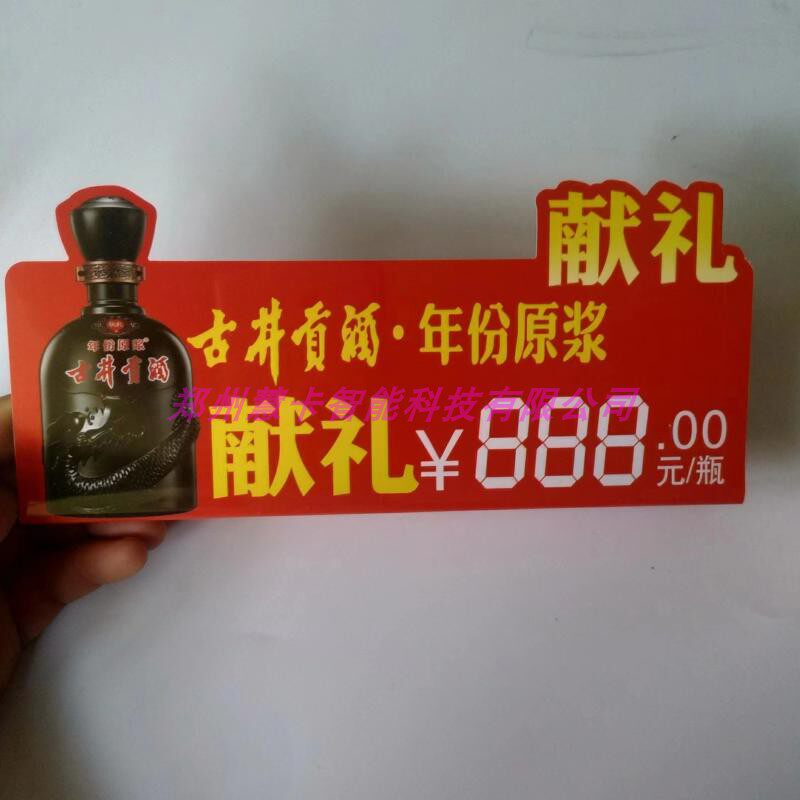 献礼
古井贡酒·年份原浆
年份原浆®
古井贡酒
郑州慧卡智能科技有限公司
献礼¥888.00
元/瓶